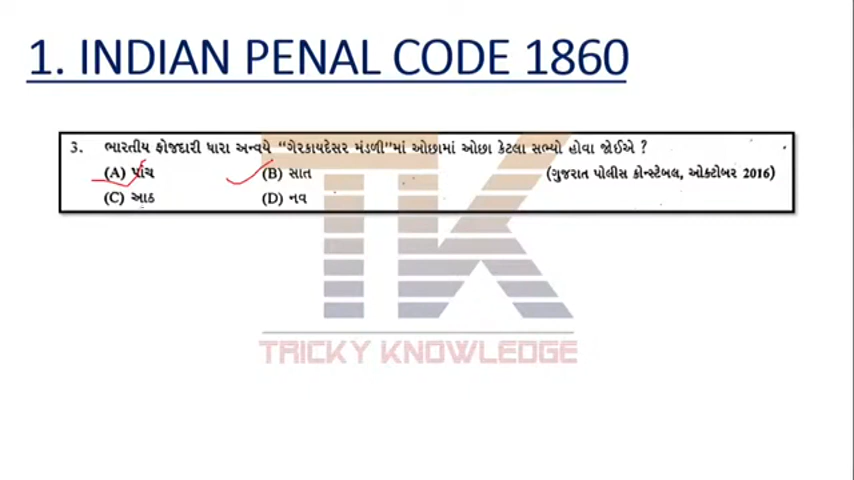 1. INDIAN PENAL CODE 1860
3. ભારતીય ફોજદારી ધારા અન્વયે “ગેરકાયદેસર મંડળી”માં ઓછામાં ઓછા કેટલા સભ્યો હોવા જોઈએ ?
(A) પાંચ (B) સાત (ગુજરાત પોલીસ કોન્સ્ટેબલ, ઓક્ટોબર 2016)
(C) આઠ (D) નવ
TK
TRICKY KNOWLEDGE